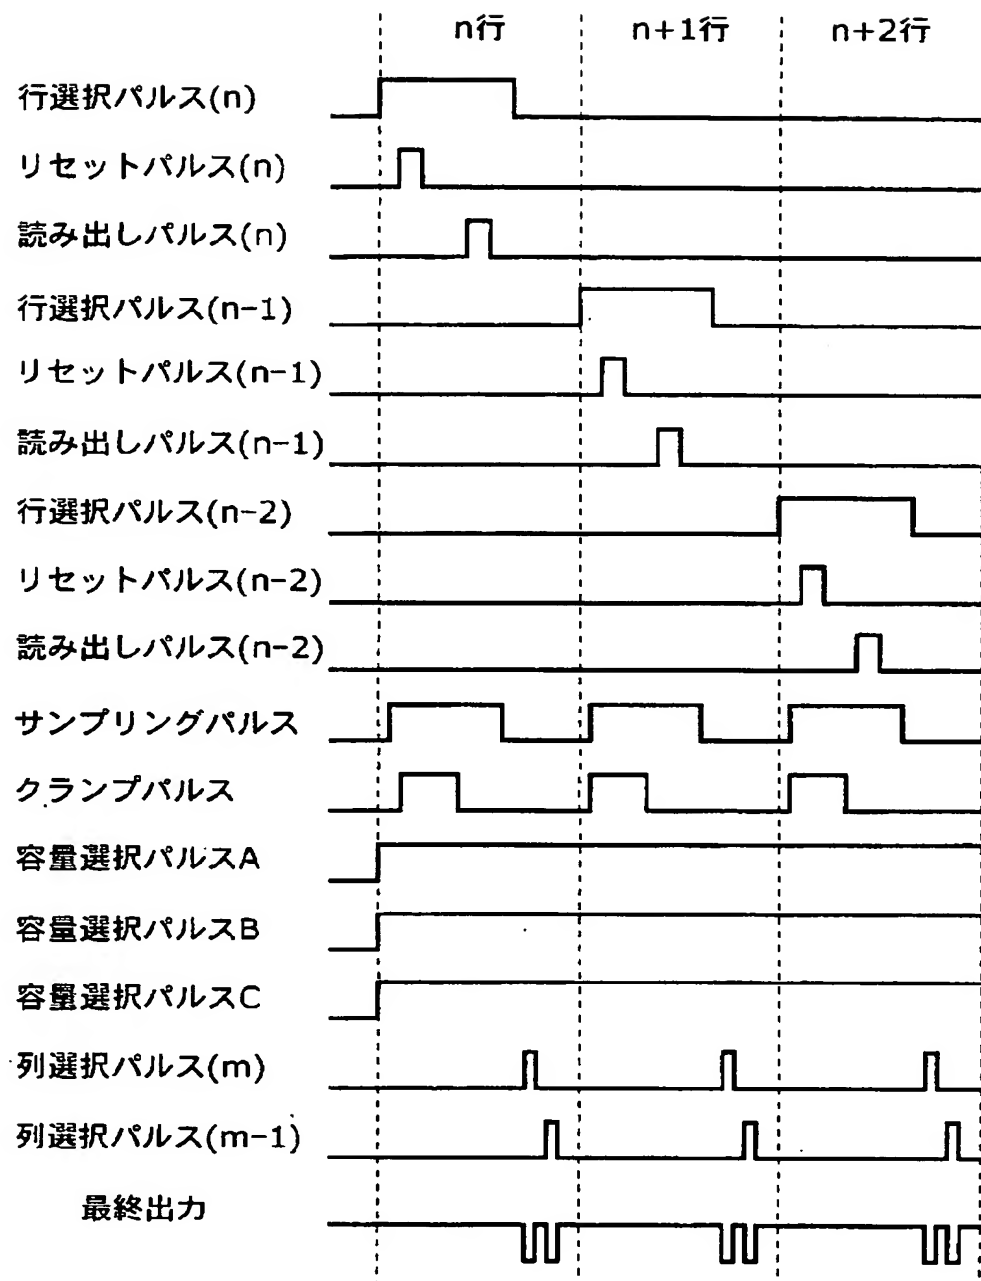 n行 n+1行 n+2行
行選択パルス(n)
リセットパルス(n)
読み出しパルス(n)
行選択パルス(n-1)
リセットパルス(n-1)
読み出しパルス(n-1)
行選択パルス(n-2)
リセットパルス(n-2)
読み出しパルス(n-2)
サンプリングパルス
クランプパルス
容量選択パルスA
容量選択パルスB
容量選択パルスC
列選択パルス(m)
列選択パルス(m-1)
最終出力